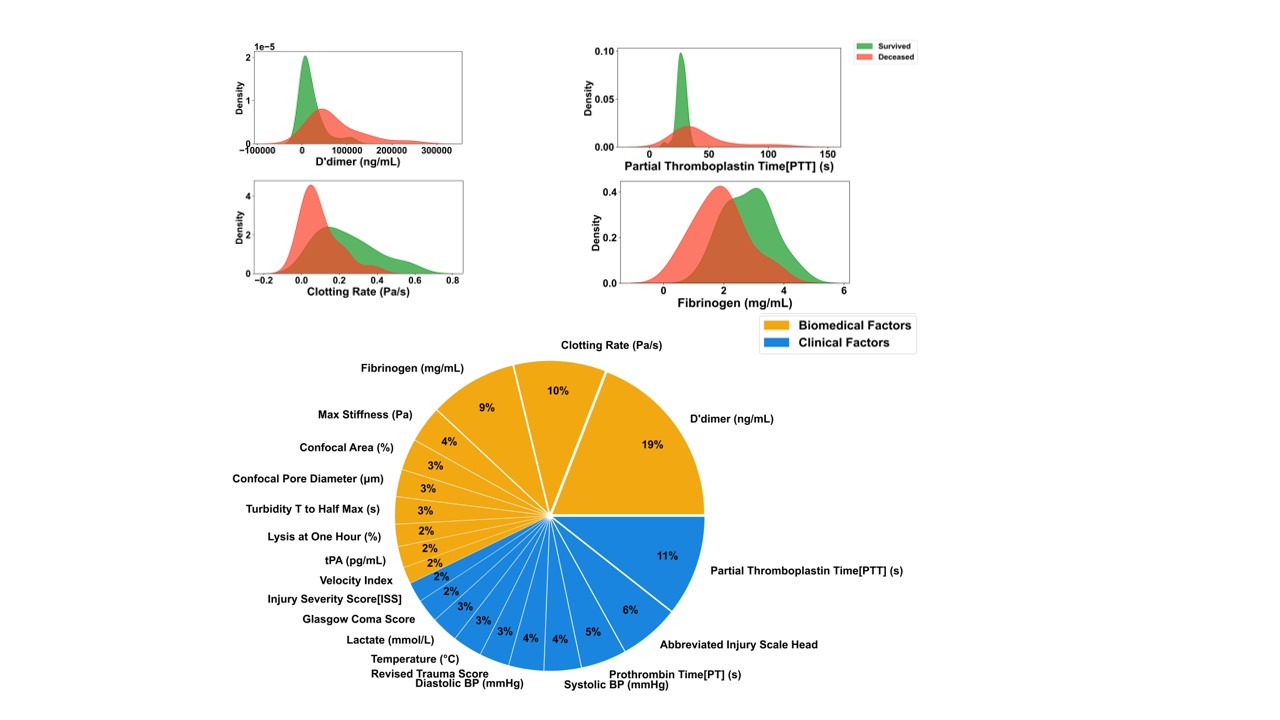 1e−5
2
1
0
Density
−100000
0
100000
200000
300000
D'dimer (ng/mL)
0.10
0.05
0.00
Density
0
50
100
150
Partial Thromboplastin Time[PTT] (s)
Survived
Deceased
4
2
0
Density
−0.2
0.0
0.2
0.4
0.6
0.8
Clotting Rate (Pa/s)
0.4
0.2
0.0
Density
0
2
4
6
Fibrinogen (mg/mL)
Biomedical Factors
Clinical Factors
Clotting Rate (Pa/s)
10%
Fibrinogen (mg/mL)
9%
D'dimer (ng/mL)
19%
Max Stiffness (Pa)
4%
Confocal Area (%)
3%
Confocal Pore Diameter (μm)
3%
Turbidity T to Half Max (s)
3%
Lysis at One Hour (%)
2%
tPA (pg/mL)
2%
Velocity Index
2%
Injury Severity Score[ISS]
2%
Glasgow Coma Score
2%
Lactate (mmol/L)
3%
Temperature (°C)
3%
Revised Trauma Score
3%
Diastolic BP (mmHg)
4%
Systolic BP (mmHg)
4%
Prothrombin Time[PT] (s)
5%
Abbreviated Injury Scale Head
6%
Partial Thromboplastin Time[PTT] (s)
11%